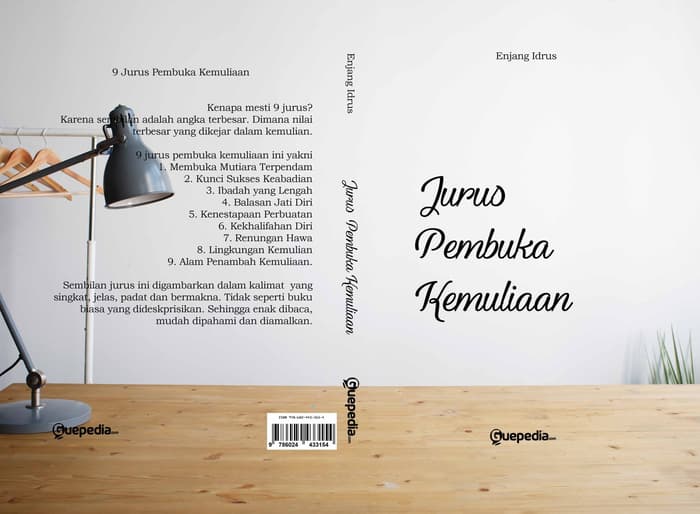 9 Jurus Pembuka Kemuliaan
Kenapa mesti 9 jurus?
Karena sembilan adalah angka terbesar. Dimana nilai
terbesar yang dikejar dalam kemulian.
9 jurus pembuka kemuliaan ini yakni
1. Membuka Mutiara Terpendam
2. Kunci Sukses Keabadian
3. Ibadah yang Lengah
4. Balasan Jati Diri
5. Kenestapaan Perbuatan
6. Kekhalifahan Diri
7. Renungan Hawa
8. Lingkungan Kemulian
9. Alam Penambah Kemuliaan.
Sembilan jurus ini digambarkan dalam kalimat yang
singkat, jelas, padat dan bermakna. Tidak seperti buku
biasa yang dideskprisikan. Sehingga enak dibaca,
mudah dipahami dan diamalkan.
Guepedia.com
9 786024 433154
Enjang Idrus
Jurus Pembuka Kemuliaan
Guepedia.com
Enjang Idrus
Jurus
Pembuka
Kemuliaan
Guepedia.com